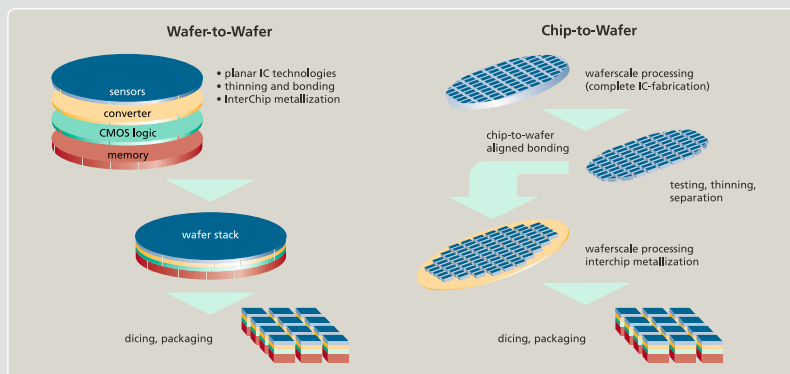 Wafer-to-Wafer
sensors
converter
CMOS logic
memory
• planar IC technologies
• thinning and bonding
• InterChip metallization
wafer stack
dicing, packaging
Chip-to-Wafer
waferscale processing
(complete IC-fabrication)
chip-to-wafer
aligned bonding
testing, thinning,
separation
waferscale processing
interchip metallization
dicing, packaging